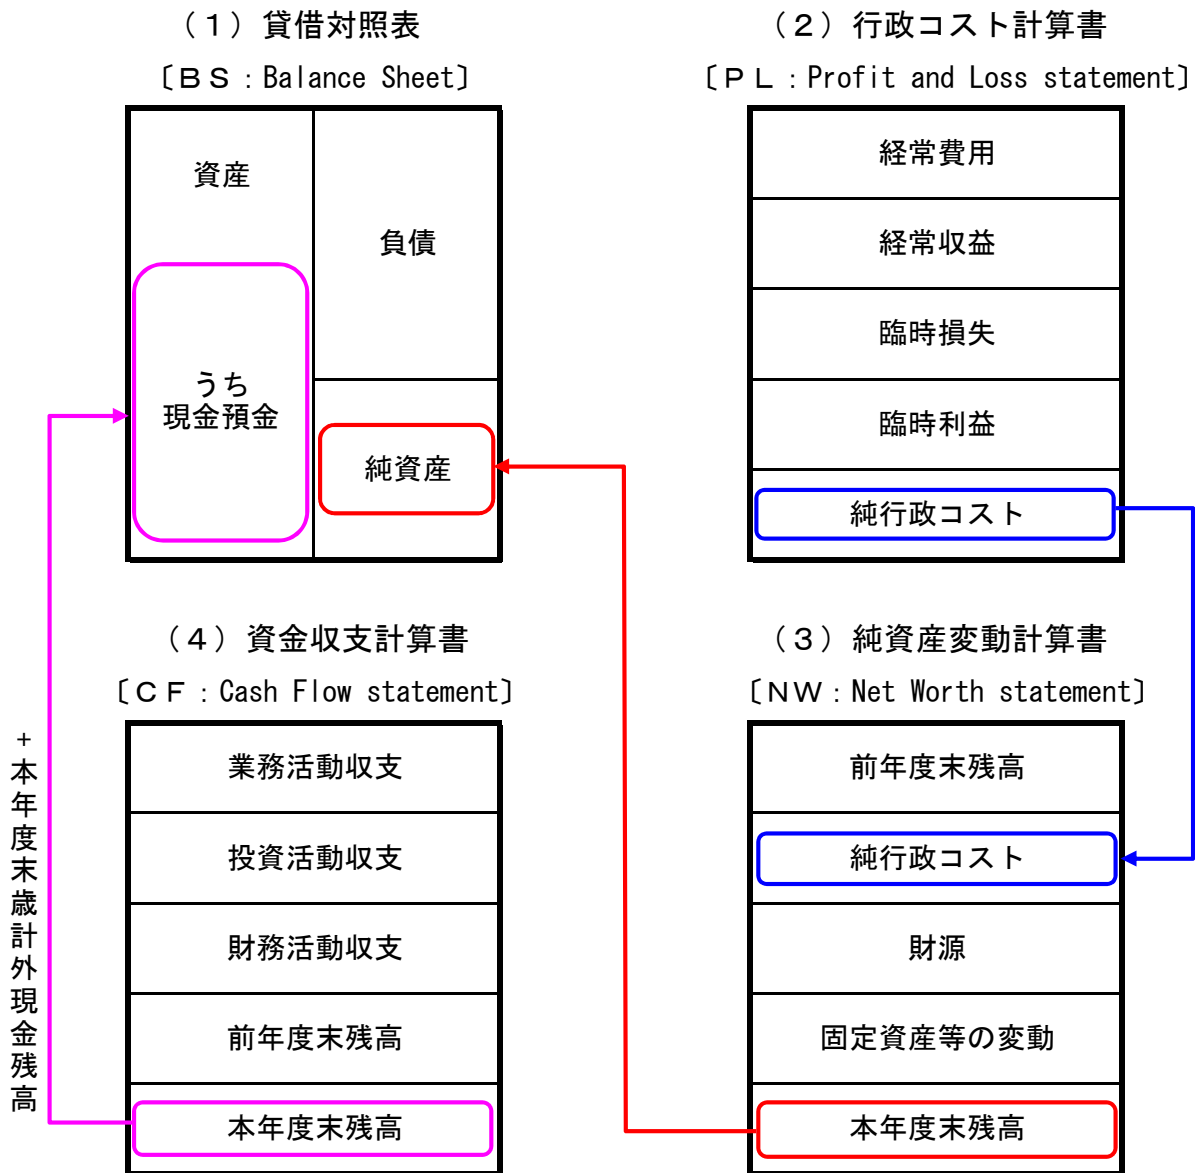 （１）貸借対照表
〔ＢＳ：Balance Sheet〕
資産
負債
うち
現金預金
純資産
（２）行政コスト計算書
〔ＰＬ：Profit and Loss statement〕
経常費用
経常収益
臨時損失
臨時利益
純行政コスト
（４）資金収支計算書
〔ＣＦ：Cash Flow statement〕
業務活動収支
投資活動収支
財務活動収支
前年度末残高
本年度末残高
+本年度末歳計外現金残高
（３）純資産変動計算書
〔ＮＷ：Net Worth statement〕
前年度末残高
純行政コスト
財源
固定資産等の変動
本年度末残高